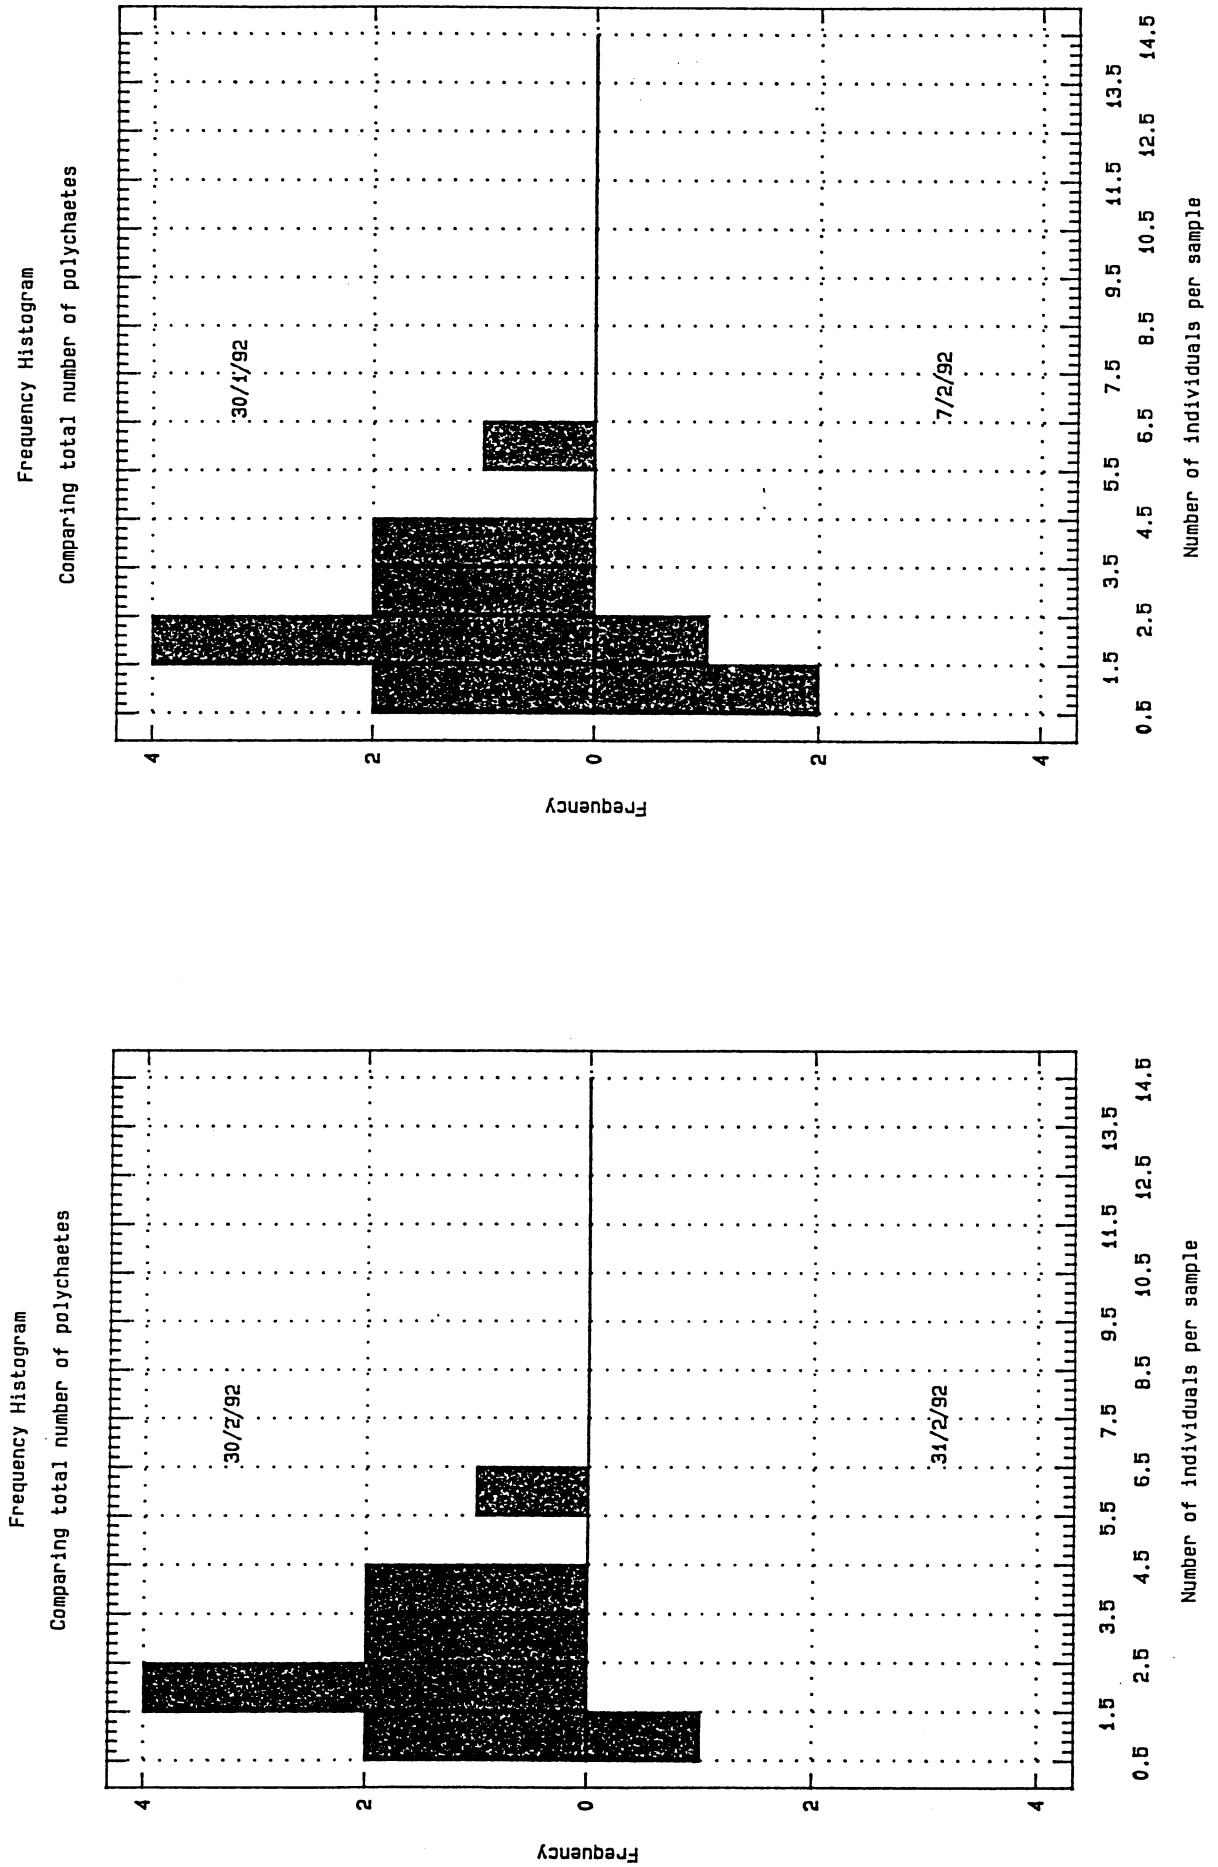 Frequency Histogram
Comparing total number of polychaetes
30/2/92
31/2/92
4
2
0
2
4
Frequency
0.5 1.5 2.5 3.5 4.5 5.5 6.5 7.5 8.5 9.5 10.5 11.5 12.5 13.5 14.5
Number of individuals per sample
Frequency Histogram
Comparing total number of polychaetes
30/1/92
7/2/92
4
2
0
2
4
Frequency
0.5 1.5 2.5 3.5 4.5 5.5 6.5 7.5 8.5 9.5 10.5 11.5 12.5 13.5 14.5
Number of individuals per sample